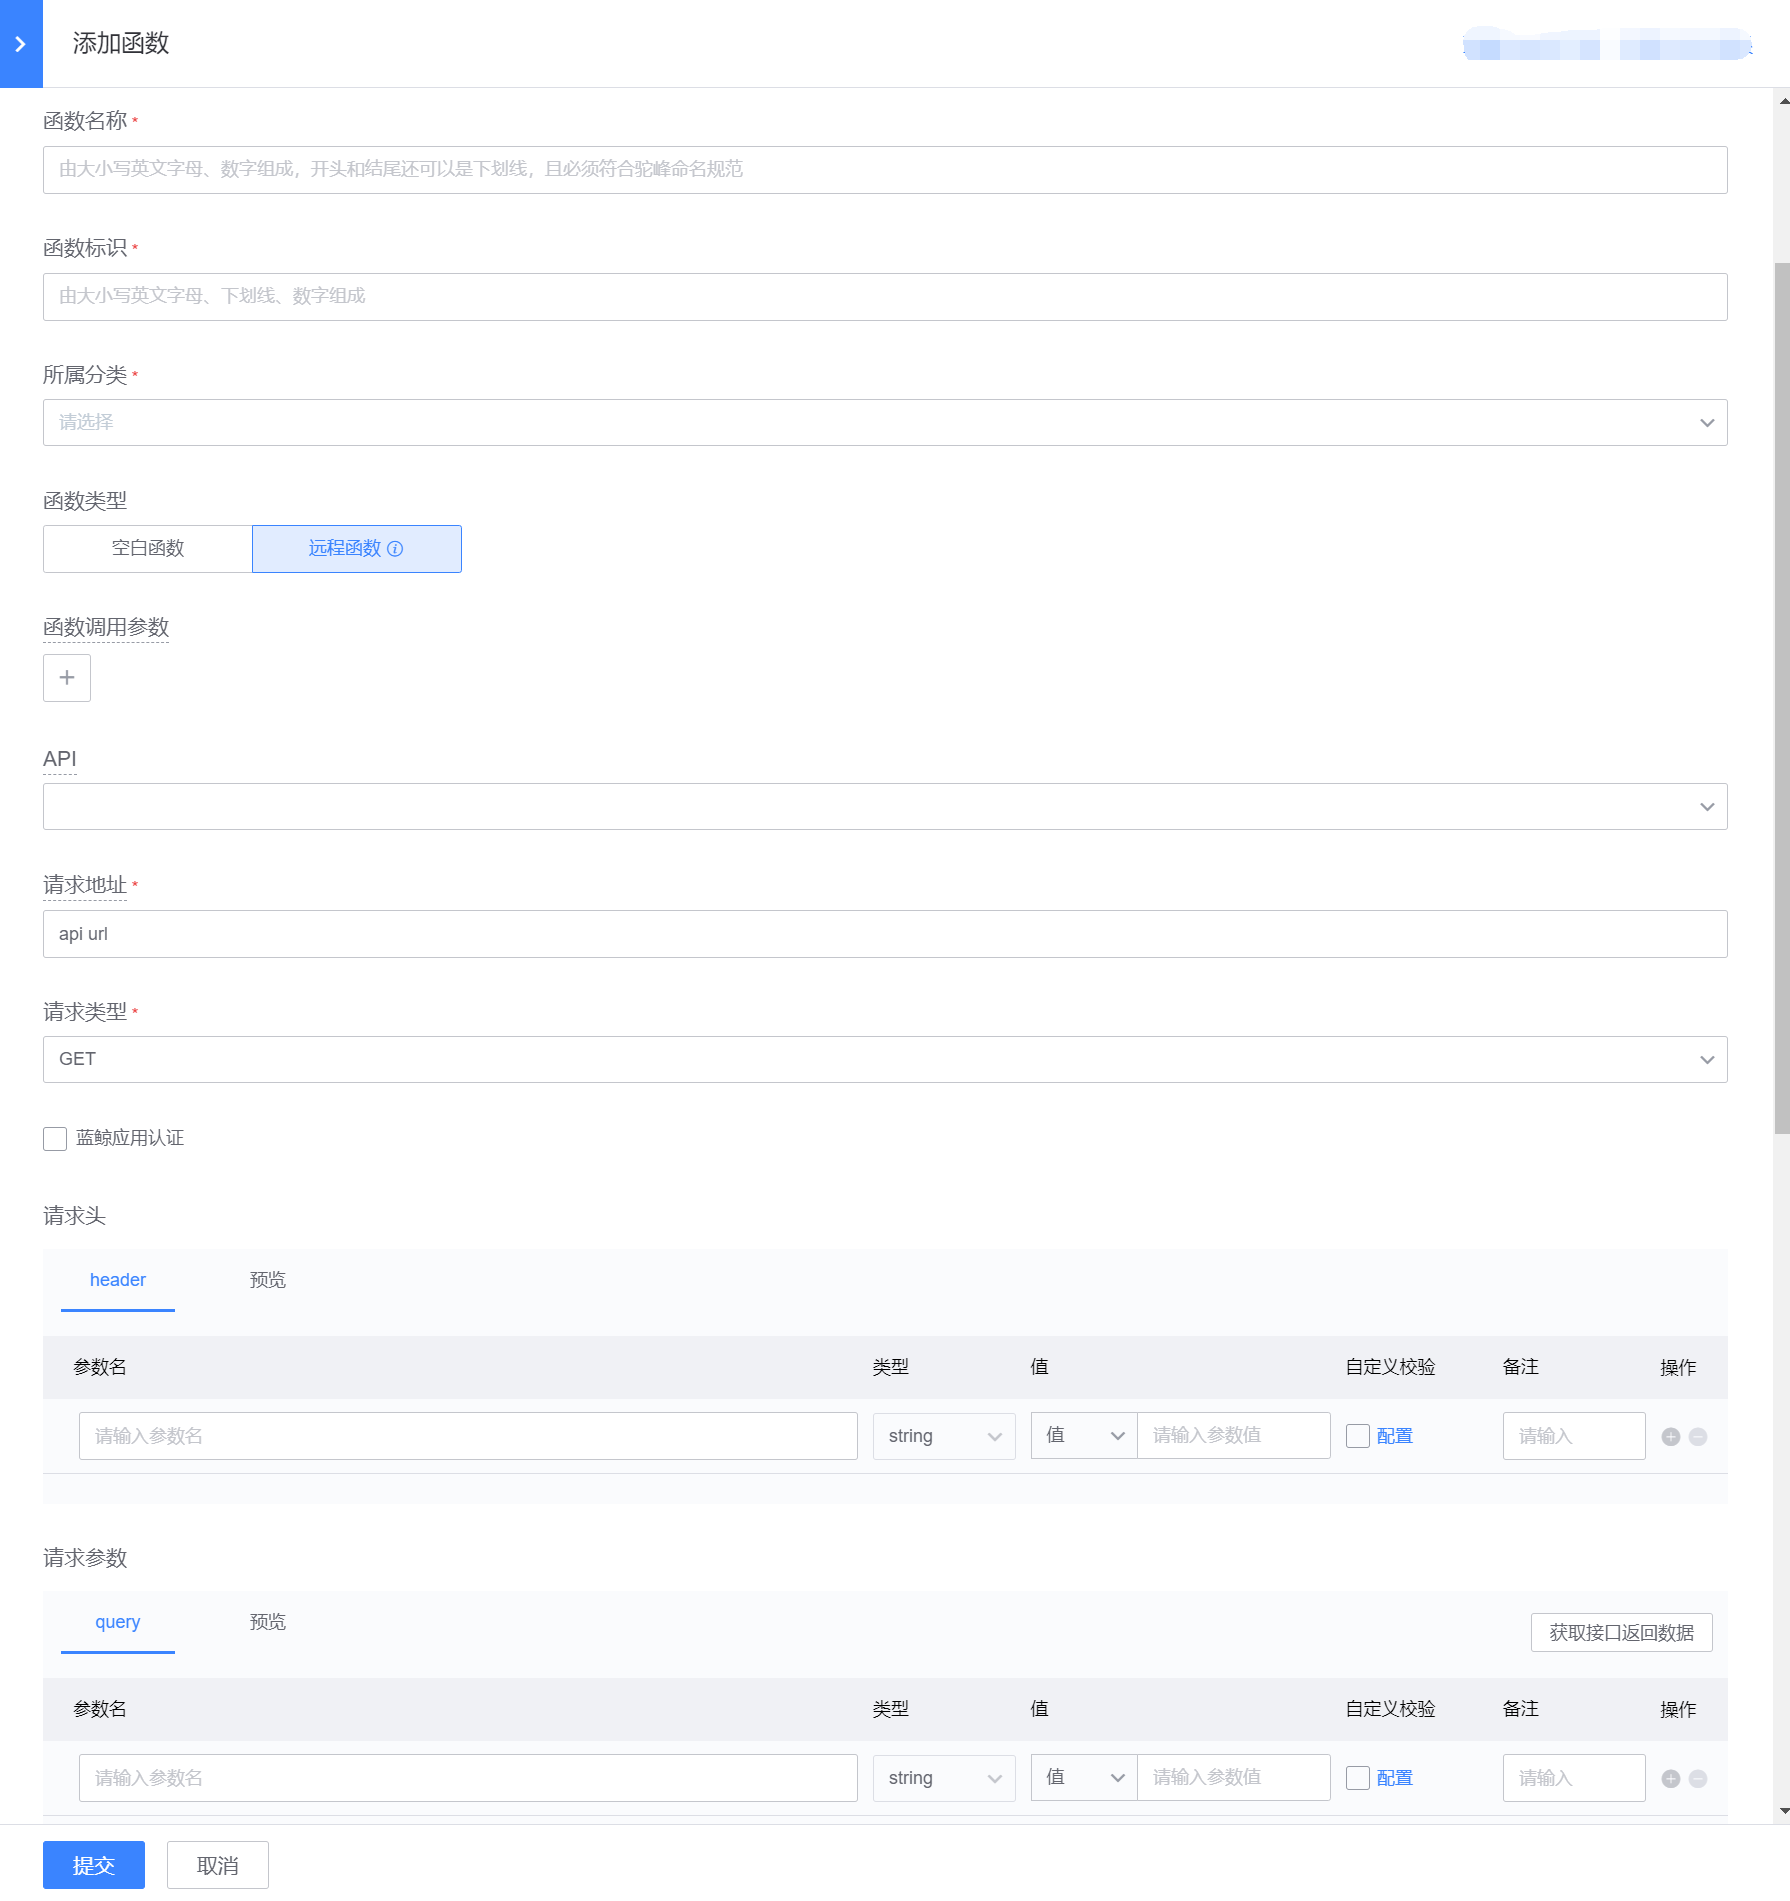 添加函数
函数名称 *
由大小写英文字母、数字组成，开头和结尾还可以是下划线，且必须符合驼峰命名规范
函数标识 *
由大小写英文字母、下划线、数字组成
所属分类 *
请选择
函数类型
空白函数 远程函数
函数调用参数
API
请求地址 *
api url
请求类型 *
GET
蓝鲸应用认证
请求头
header 预览
参数名 类型 值 自定义校验 备注 操作
请输入参数名 string 值 请输入参数值 配置 请输入
请求参数
query 预览 获取接口返回数据
参数名 类型 值 自定义校验 备注 操作
请输入参数名 string 值 请输入参数值 配置 请输入
提交 取消